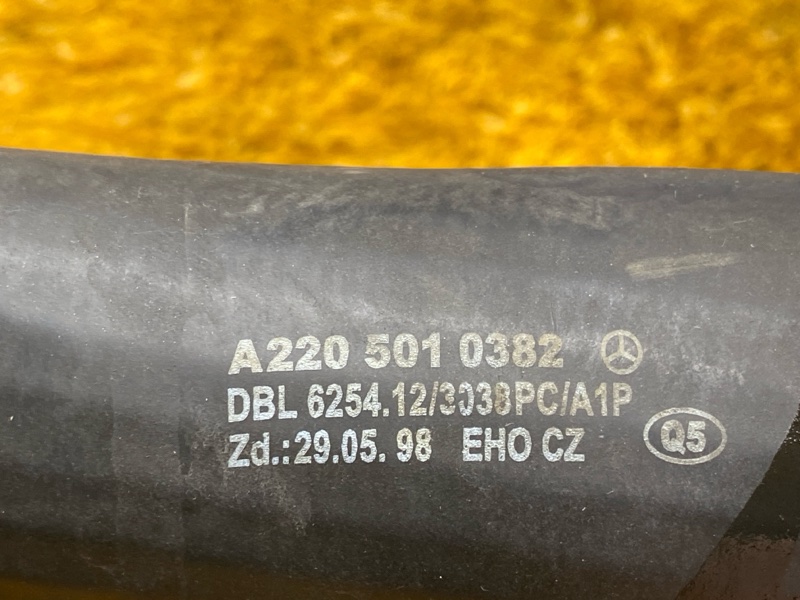 A220 501 0382
DBL 6254.12/3038PC/A1P
Zd.:29.05.98 EHO CZ
Q5